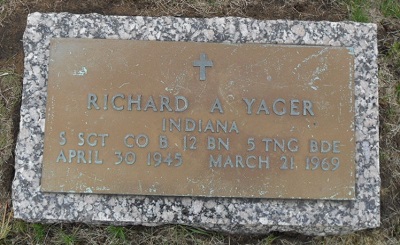 RICHARD A YAGER
INDIANA
S SGT CO B 12 BN 5 TNG BDE
APRIL 30 1945 MARCH 21 1969